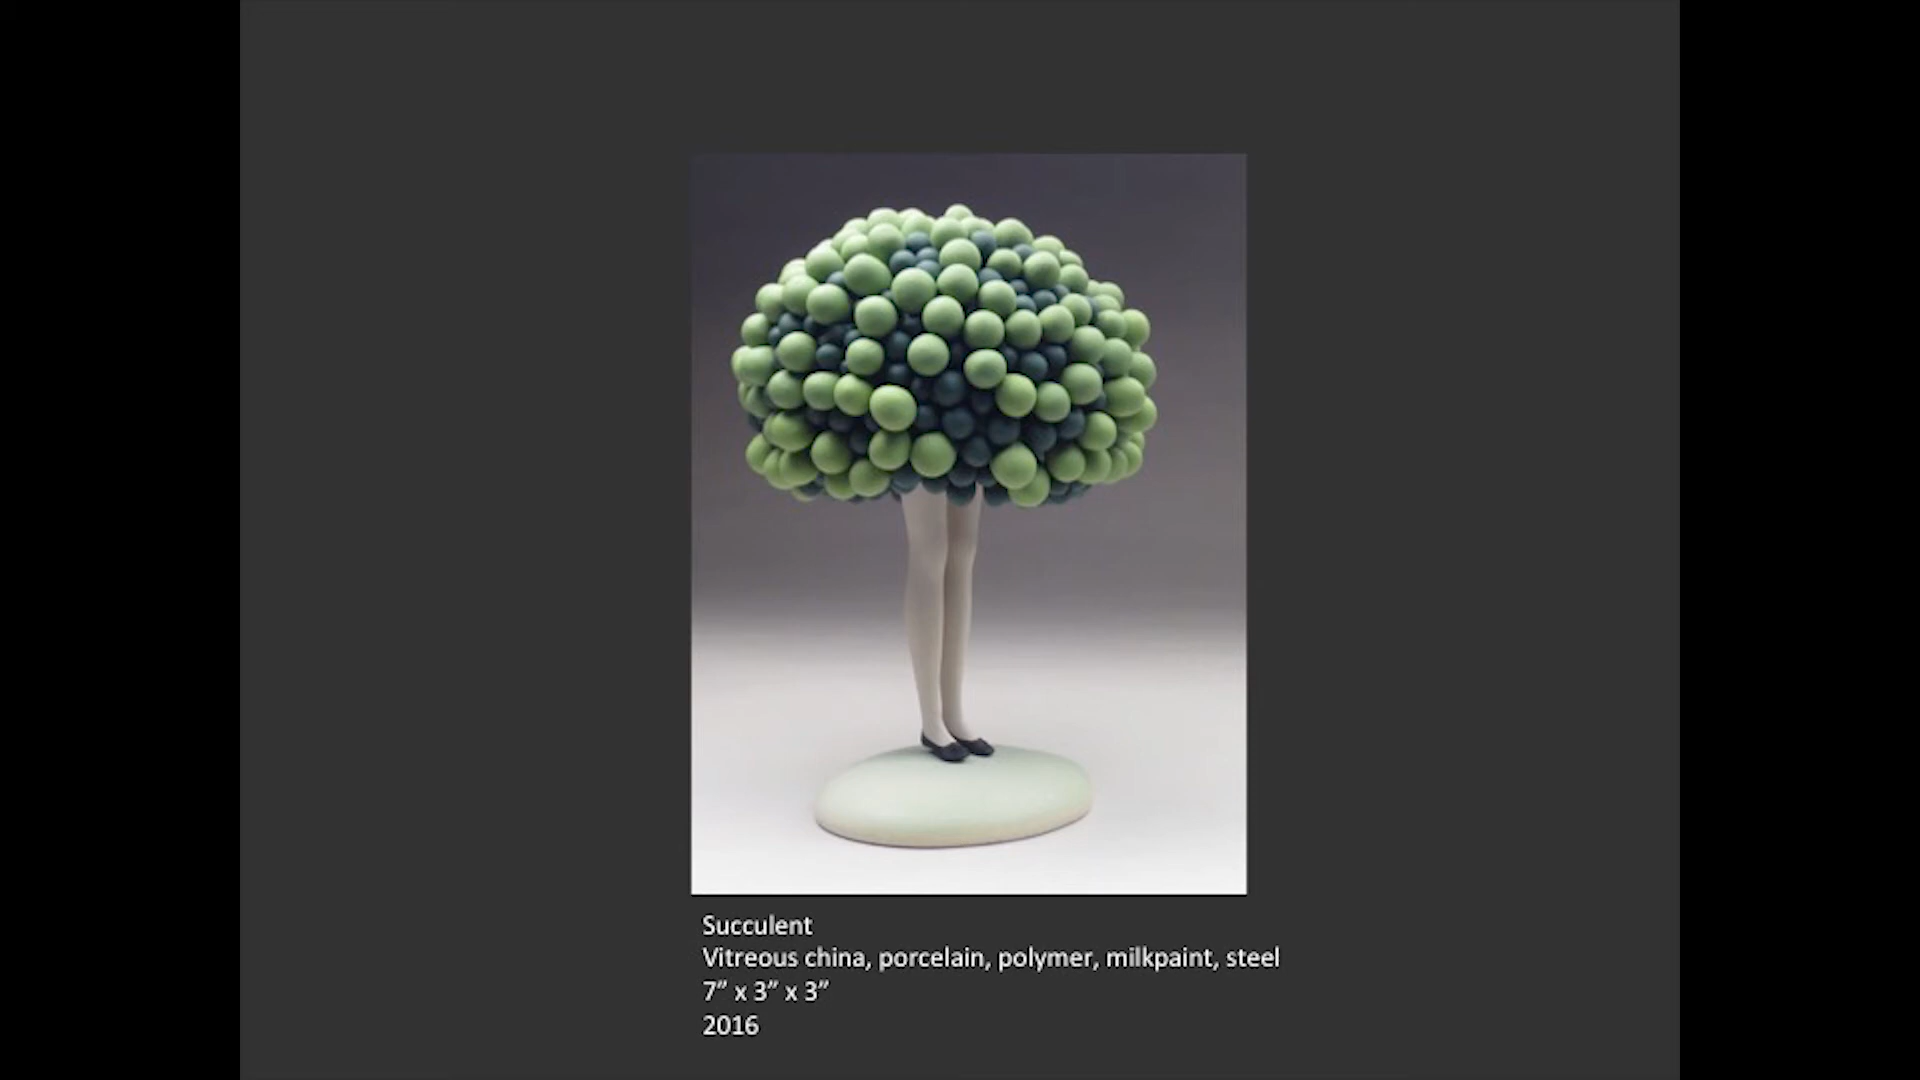 Succulent
Vitreous china, porcelain, polymer, milkpaint, steel
7” x 3” x 3”
2016